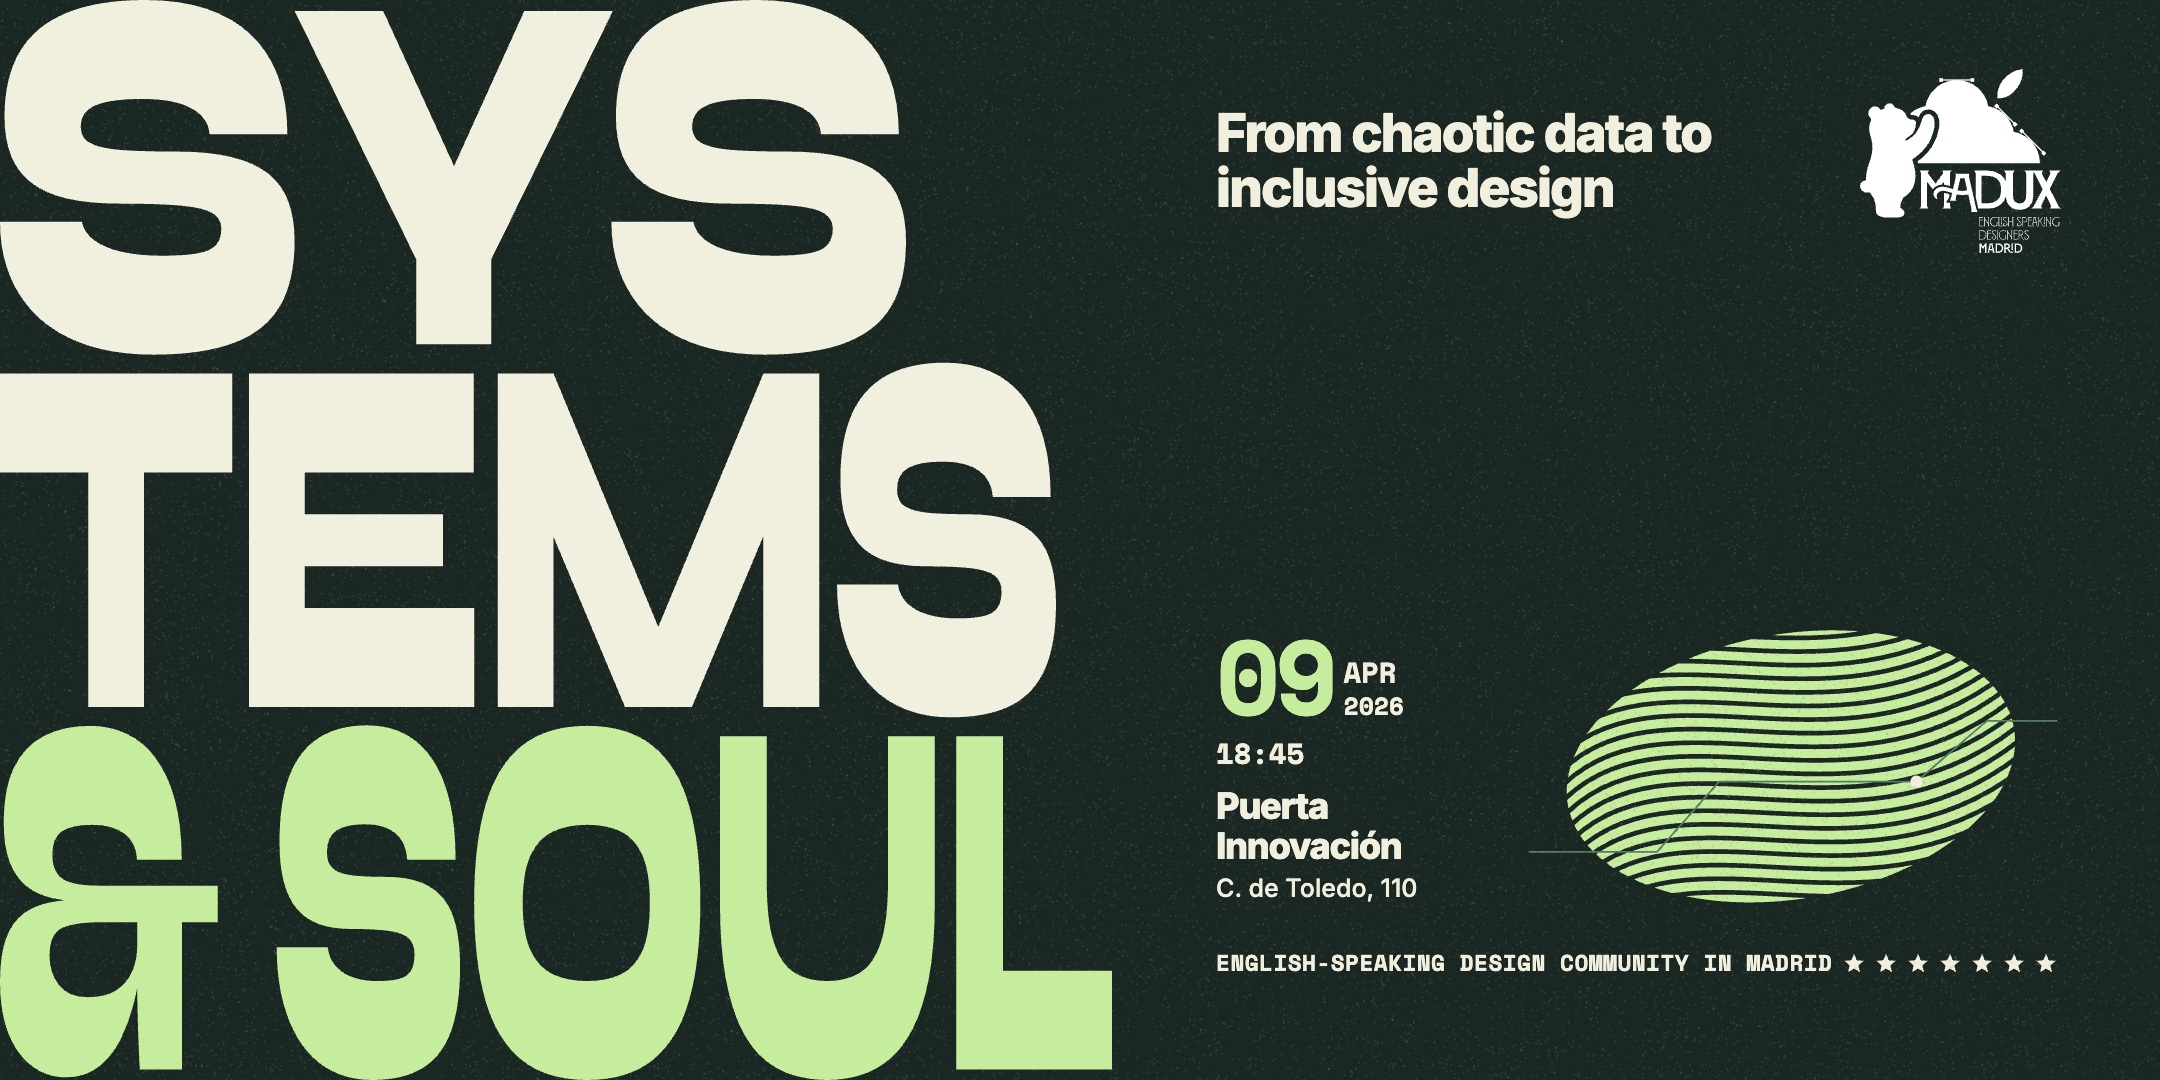 SYS
TEMS
& SOUL
From chaotic data to
inclusive design
MADUX
ENGLISH SPEAKING
DESIGNERS
MADRID
09 APR
2026
18:45
Puerta
Innovación
C. de Toledo, 110
ENGLISH-SPEAKING DESIGN COMMUNITY IN MADRID ★ ★ ★ ★ ★ ★ ★